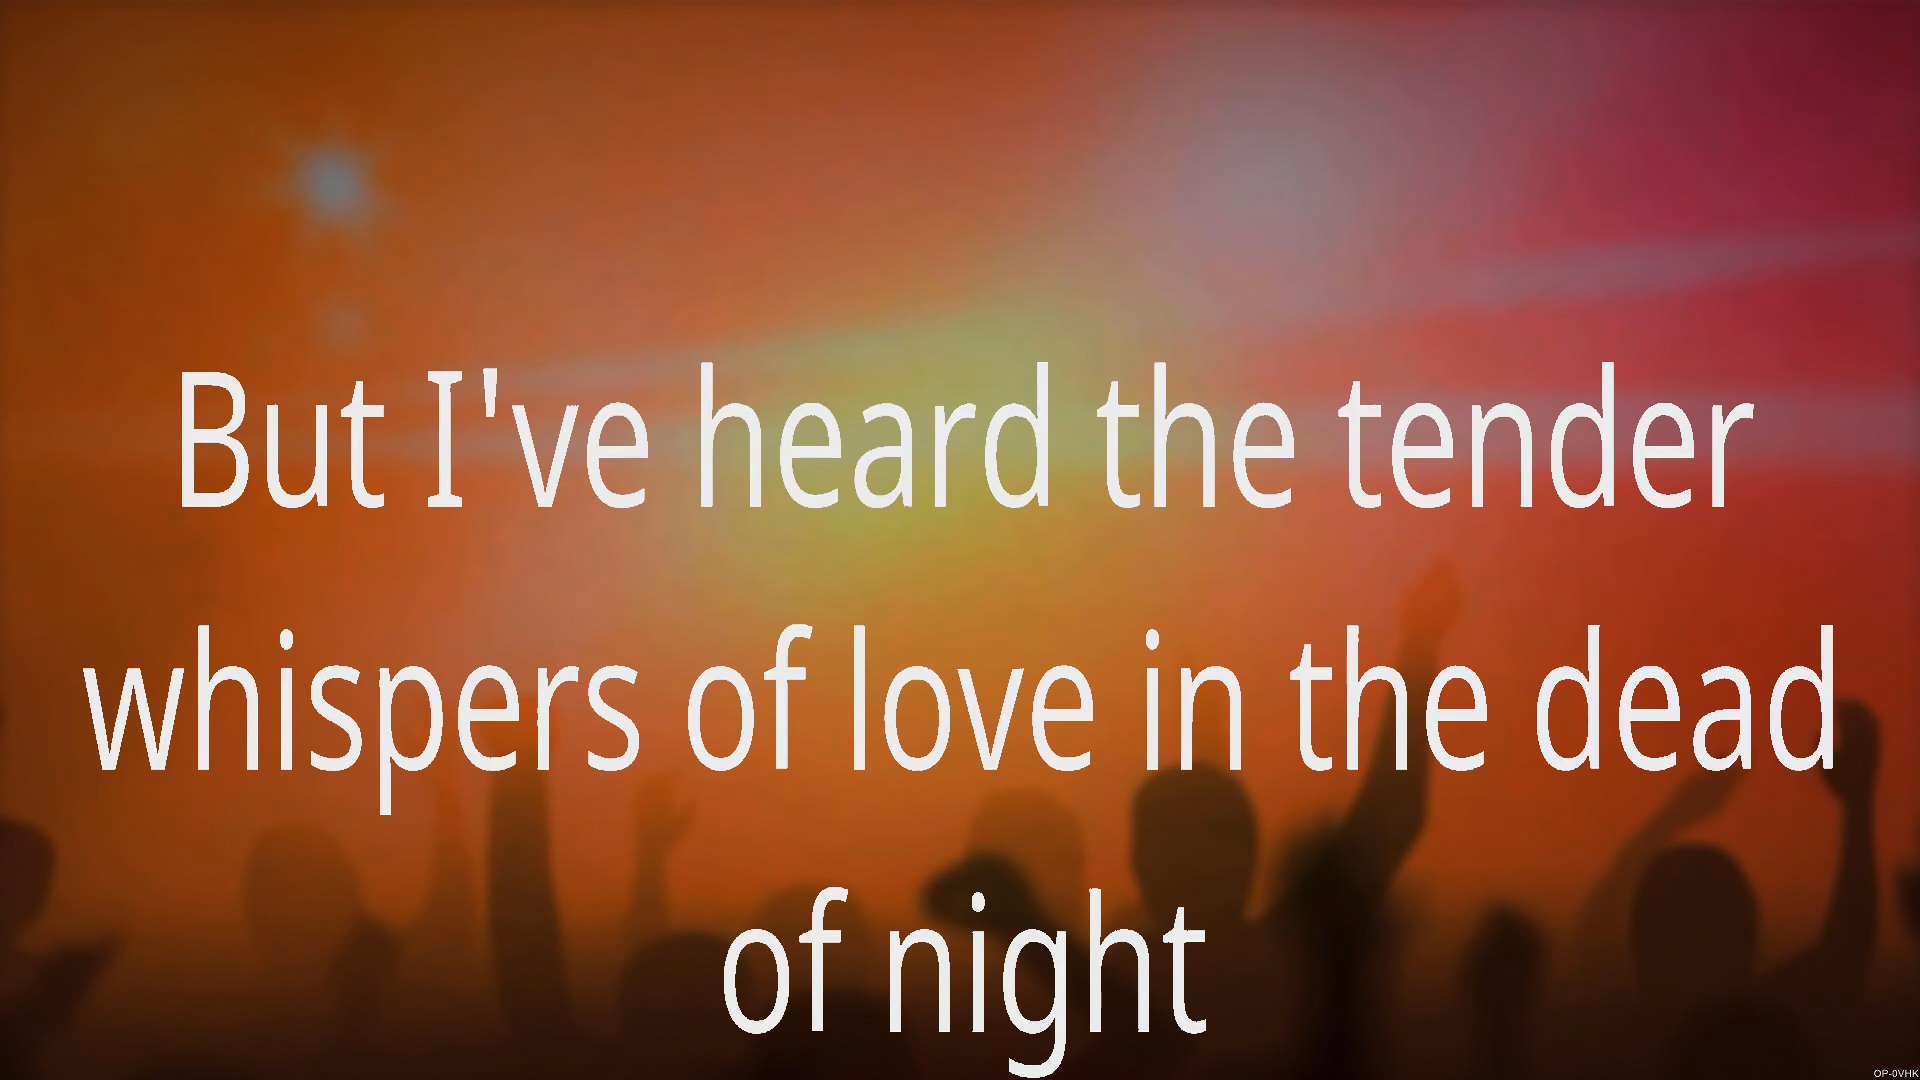 But I've heard the tender
whispers of love in the dead
of night
OP-0VHK